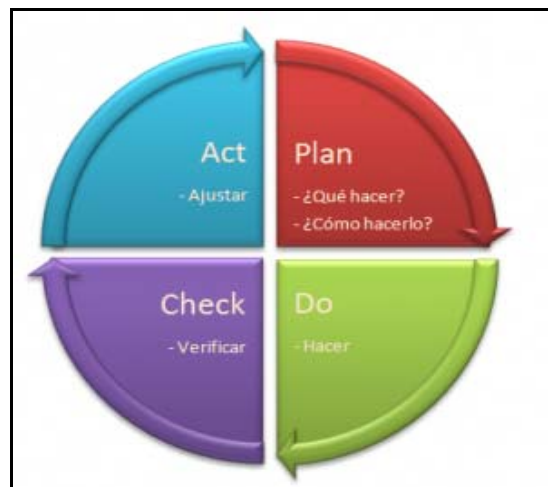 Act
- Ajustar
Plan
- ¿Qué hacer?
- ¿Cómo hacerlo?
Check
- Verificar
Do
- Hacer